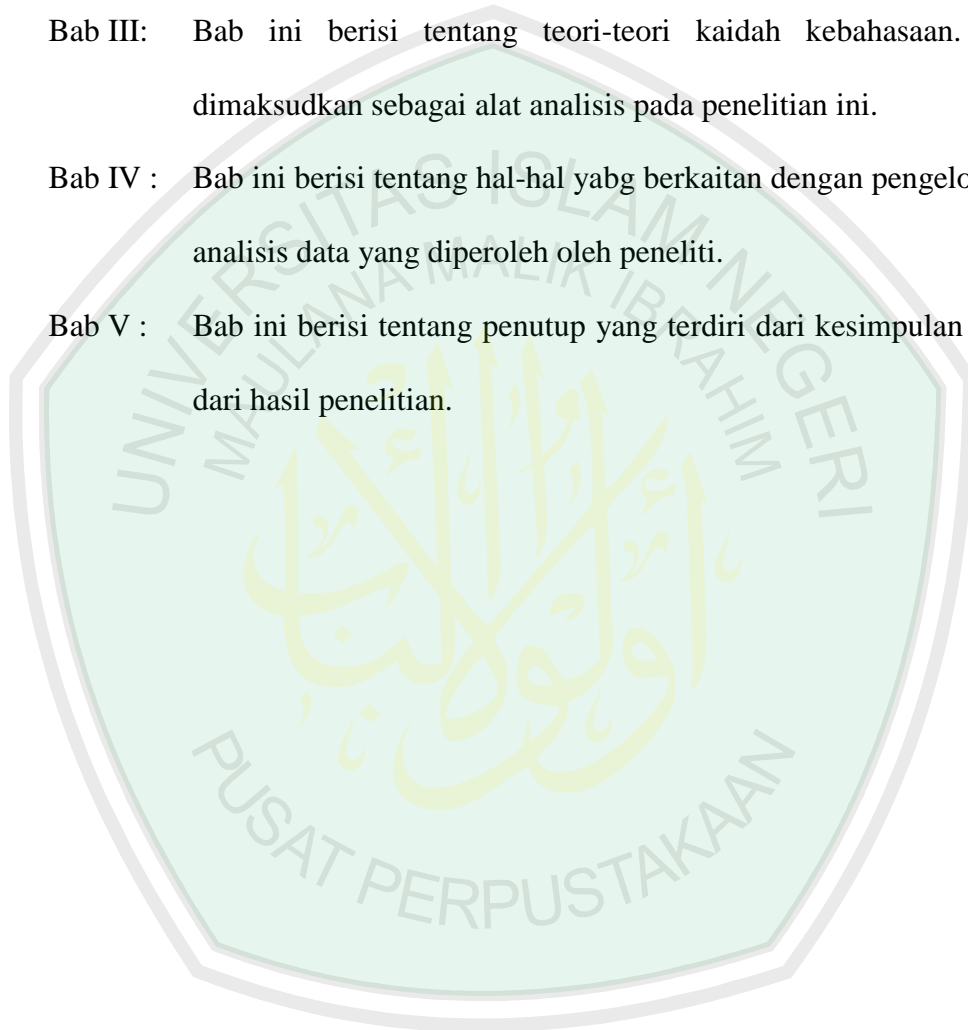 Bab III: Bab ini berisi tentang teori-teori kaidah kebahasaan.
dimaksudkan sebagai alat analisis pada penelitian ini.
Bab IV : Bab ini berisi tentang hal-hal yabg berkaitan dengan pengelo
analisis data yang diperoleh oleh peneliti.
Bab V : Bab ini berisi tentang penutup yang terdiri dari kesimpulan
dari hasil penelitian.
UNIVERSITAS ISLAM NEGERI
MAULANA MALIK IBRAHIM
PUSAT PERPUSTAKAAN